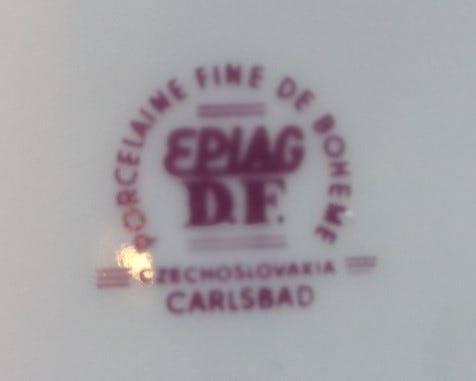 PORCELAINE FINE DE BOHEME
EPIAG
D.F.
CZECHOSLOVAKIA
CARLSBAD